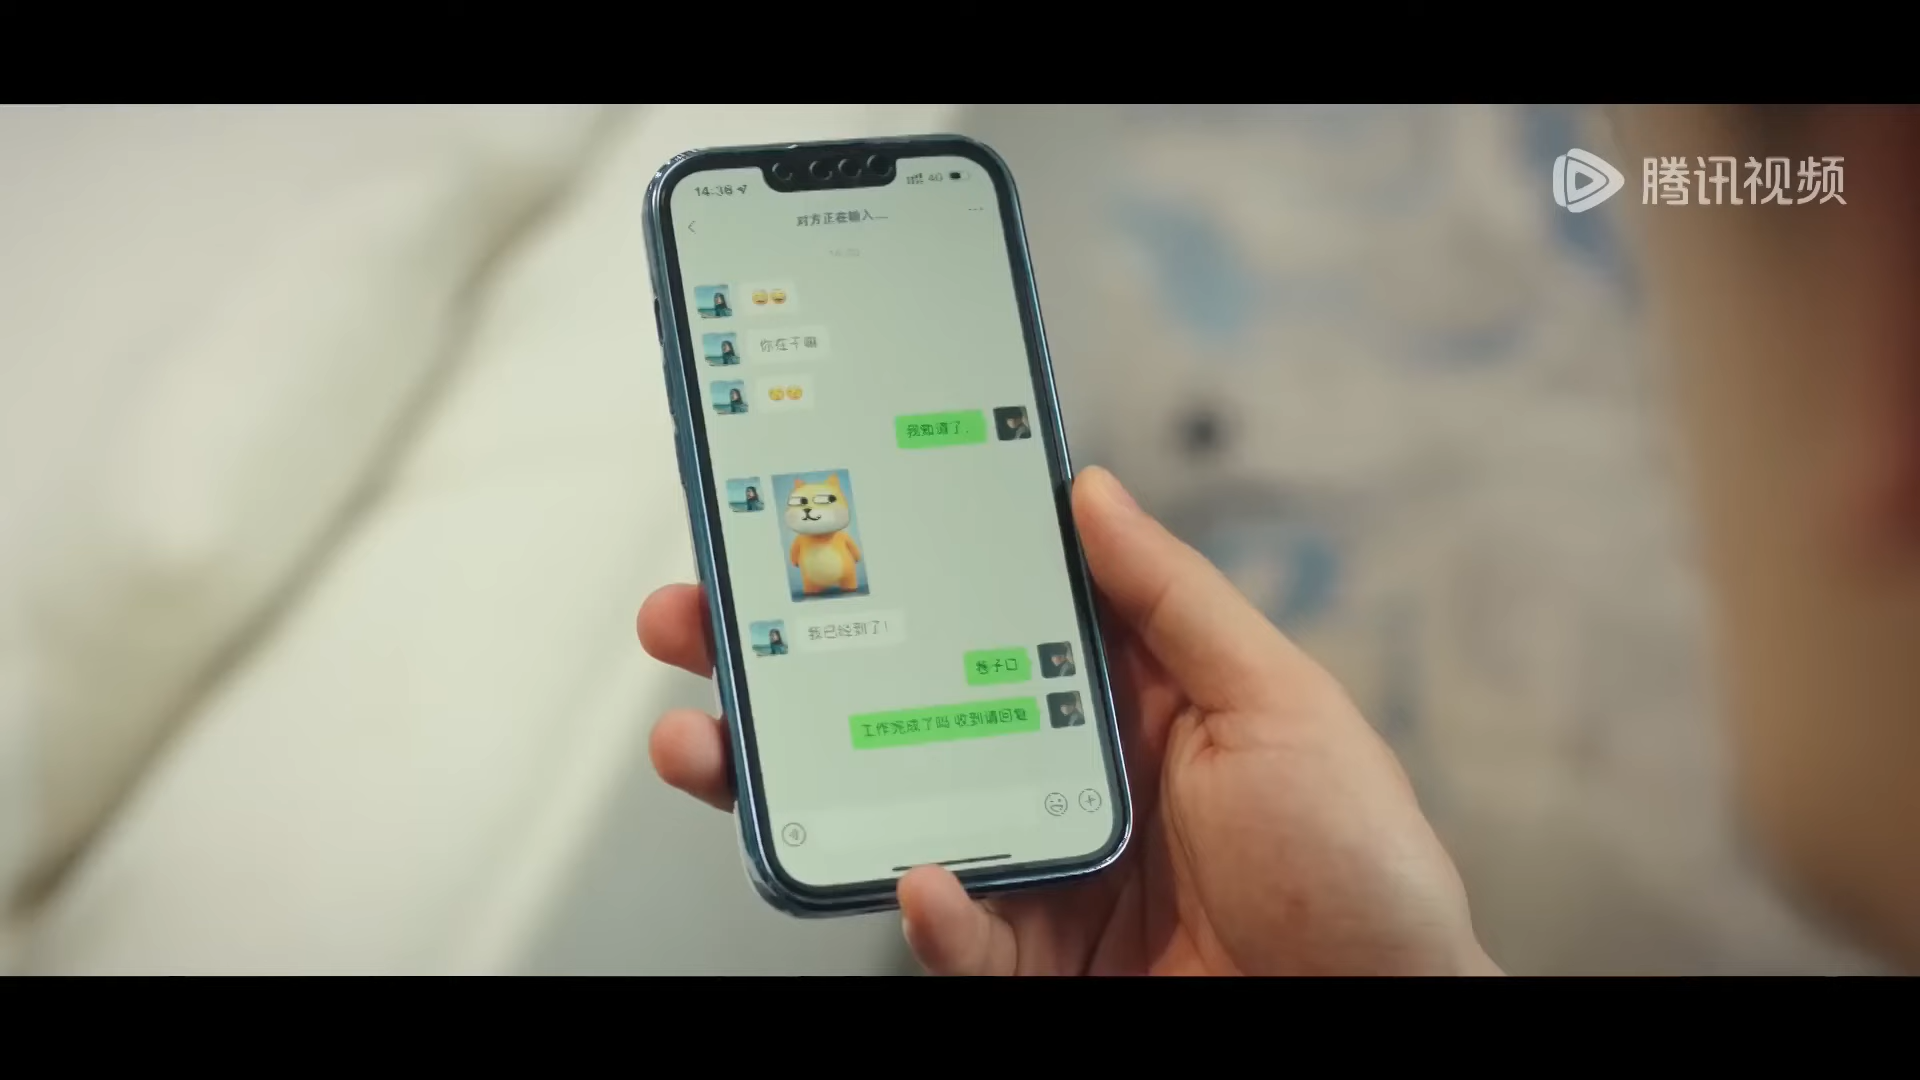 14:36
4G
腾讯视频
对方正在输入...
你在干嘛
我知道了.
我已经到了!
巷子口
工作完成了吗 收到请回复